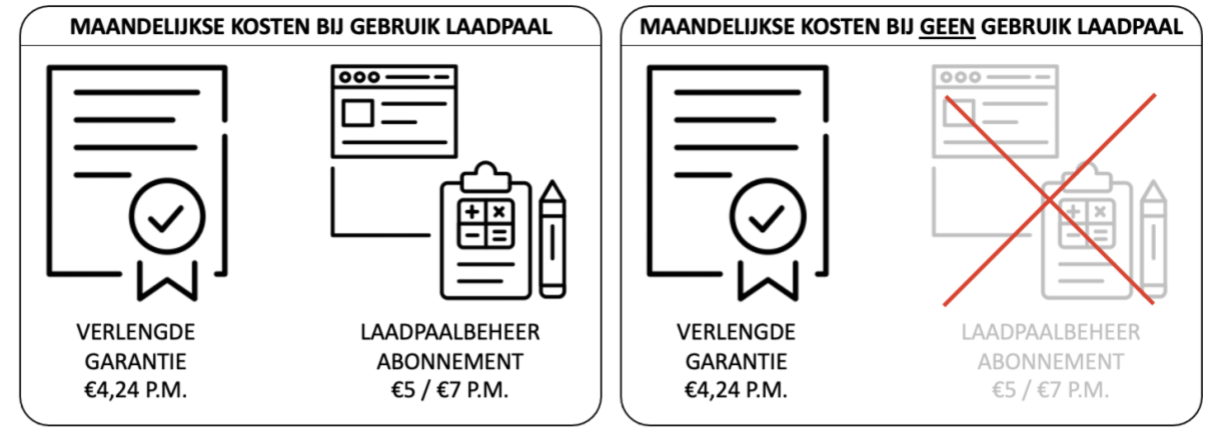 MAANDELIJKSE KOSTEN BIJ GEBRUIK LAADPAAL
VERLENGDE
GARANTIE
€4,24 P.M.
LAADPAALBEHEER
ABONNEMENT
€5 / €7 P.M.
MAANDELIJKSE KOSTEN BIJ GEEN GEBRUIK LAADPAAL
VERLENGDE
GARANTIE
€4,24 P.M.
LAADPAALBEHEER
ABONNEMENT
€5 / €7 P.M.